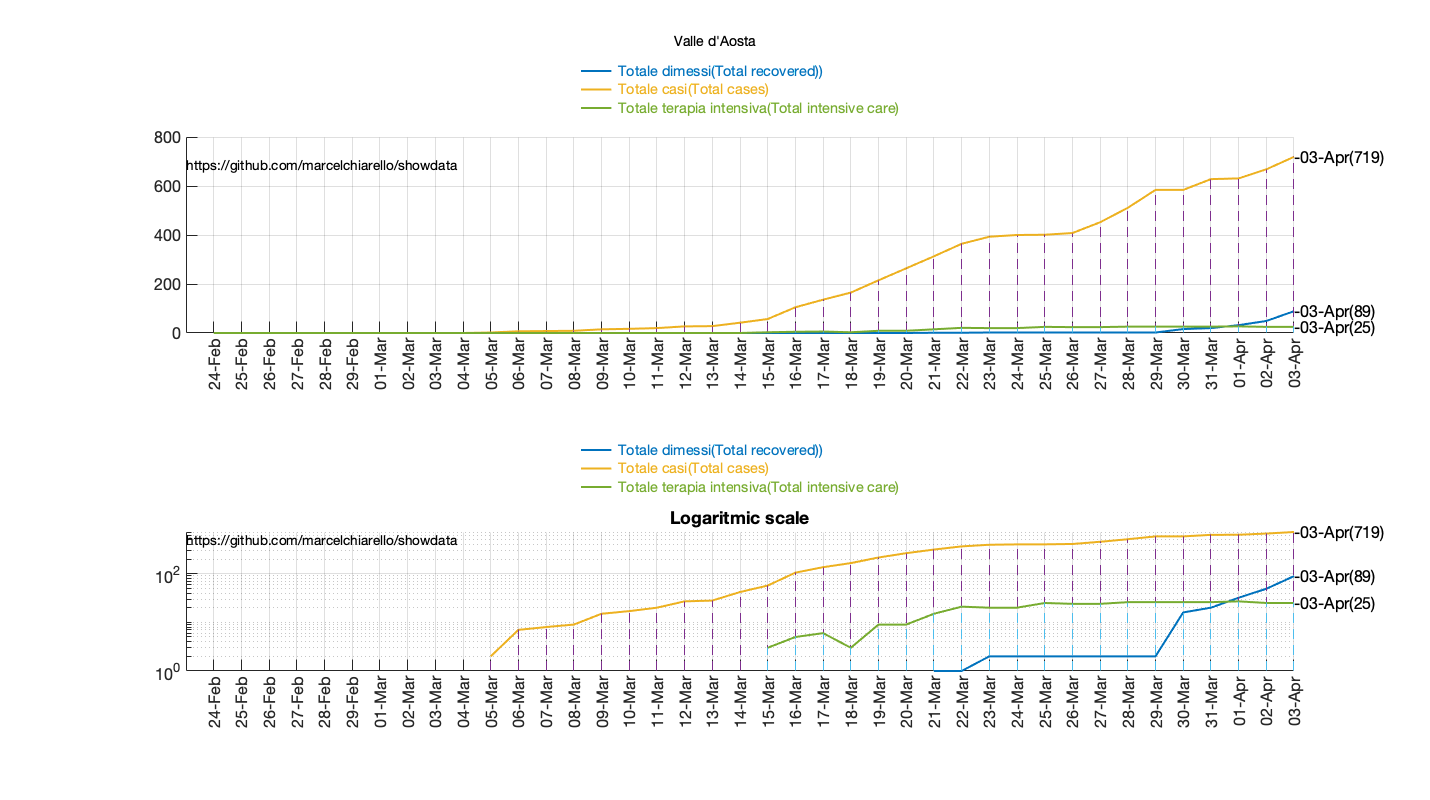 Valle d'Aosta
Totale dimessi(Total recovered))
Totale casi(Total cases)
Totale terapia intensiva(Total intensive care)
800
600
400
200
0
https://github.com/marcelchiarello/showdata
-03-Apr(719)
-03-Apr(89)
-03-Apr(25)
24-Feb
25-Feb
26-Feb
27-Feb
28-Feb
29-Feb
01-Mar
02-Mar
03-Mar
04-Mar
05-Mar
06-Mar
07-Mar
08-Mar
09-Mar
10-Mar
11-Mar
12-Mar
13-Mar
14-Mar
15-Mar
16-Mar
17-Mar
18-Mar
19-Mar
20-Mar
21-Mar
22-Mar
23-Mar
24-Mar
25-Mar
26-Mar
27-Mar
28-Mar
29-Mar
30-Mar
31-Mar
01-Apr
02-Apr
03-Apr
Totale dimessi(Total recovered))
Totale casi(Total cases)
Totale terapia intensiva(Total intensive care)
Logaritmic scale
https://github.com/marcelchiarello/showdata
10²
10⁰
-03-Apr(719)
-03-Apr(89)
-03-Apr(25)
24-Feb
25-Feb
26-Feb
27-Feb
28-Feb
29-Feb
01-Mar
02-Mar
03-Mar
04-Mar
05-Mar
06-Mar
07-Mar
08-Mar
09-Mar
10-Mar
11-Mar
12-Mar
13-Mar
14-Mar
15-Mar
16-Mar
17-Mar
18-Mar
19-Mar
20-Mar
21-Mar
22-Mar
23-Mar
24-Mar
25-Mar
26-Mar
27-Mar
28-Mar
29-Mar
30-Mar
31-Mar
01-Apr
02-Apr
03-Apr